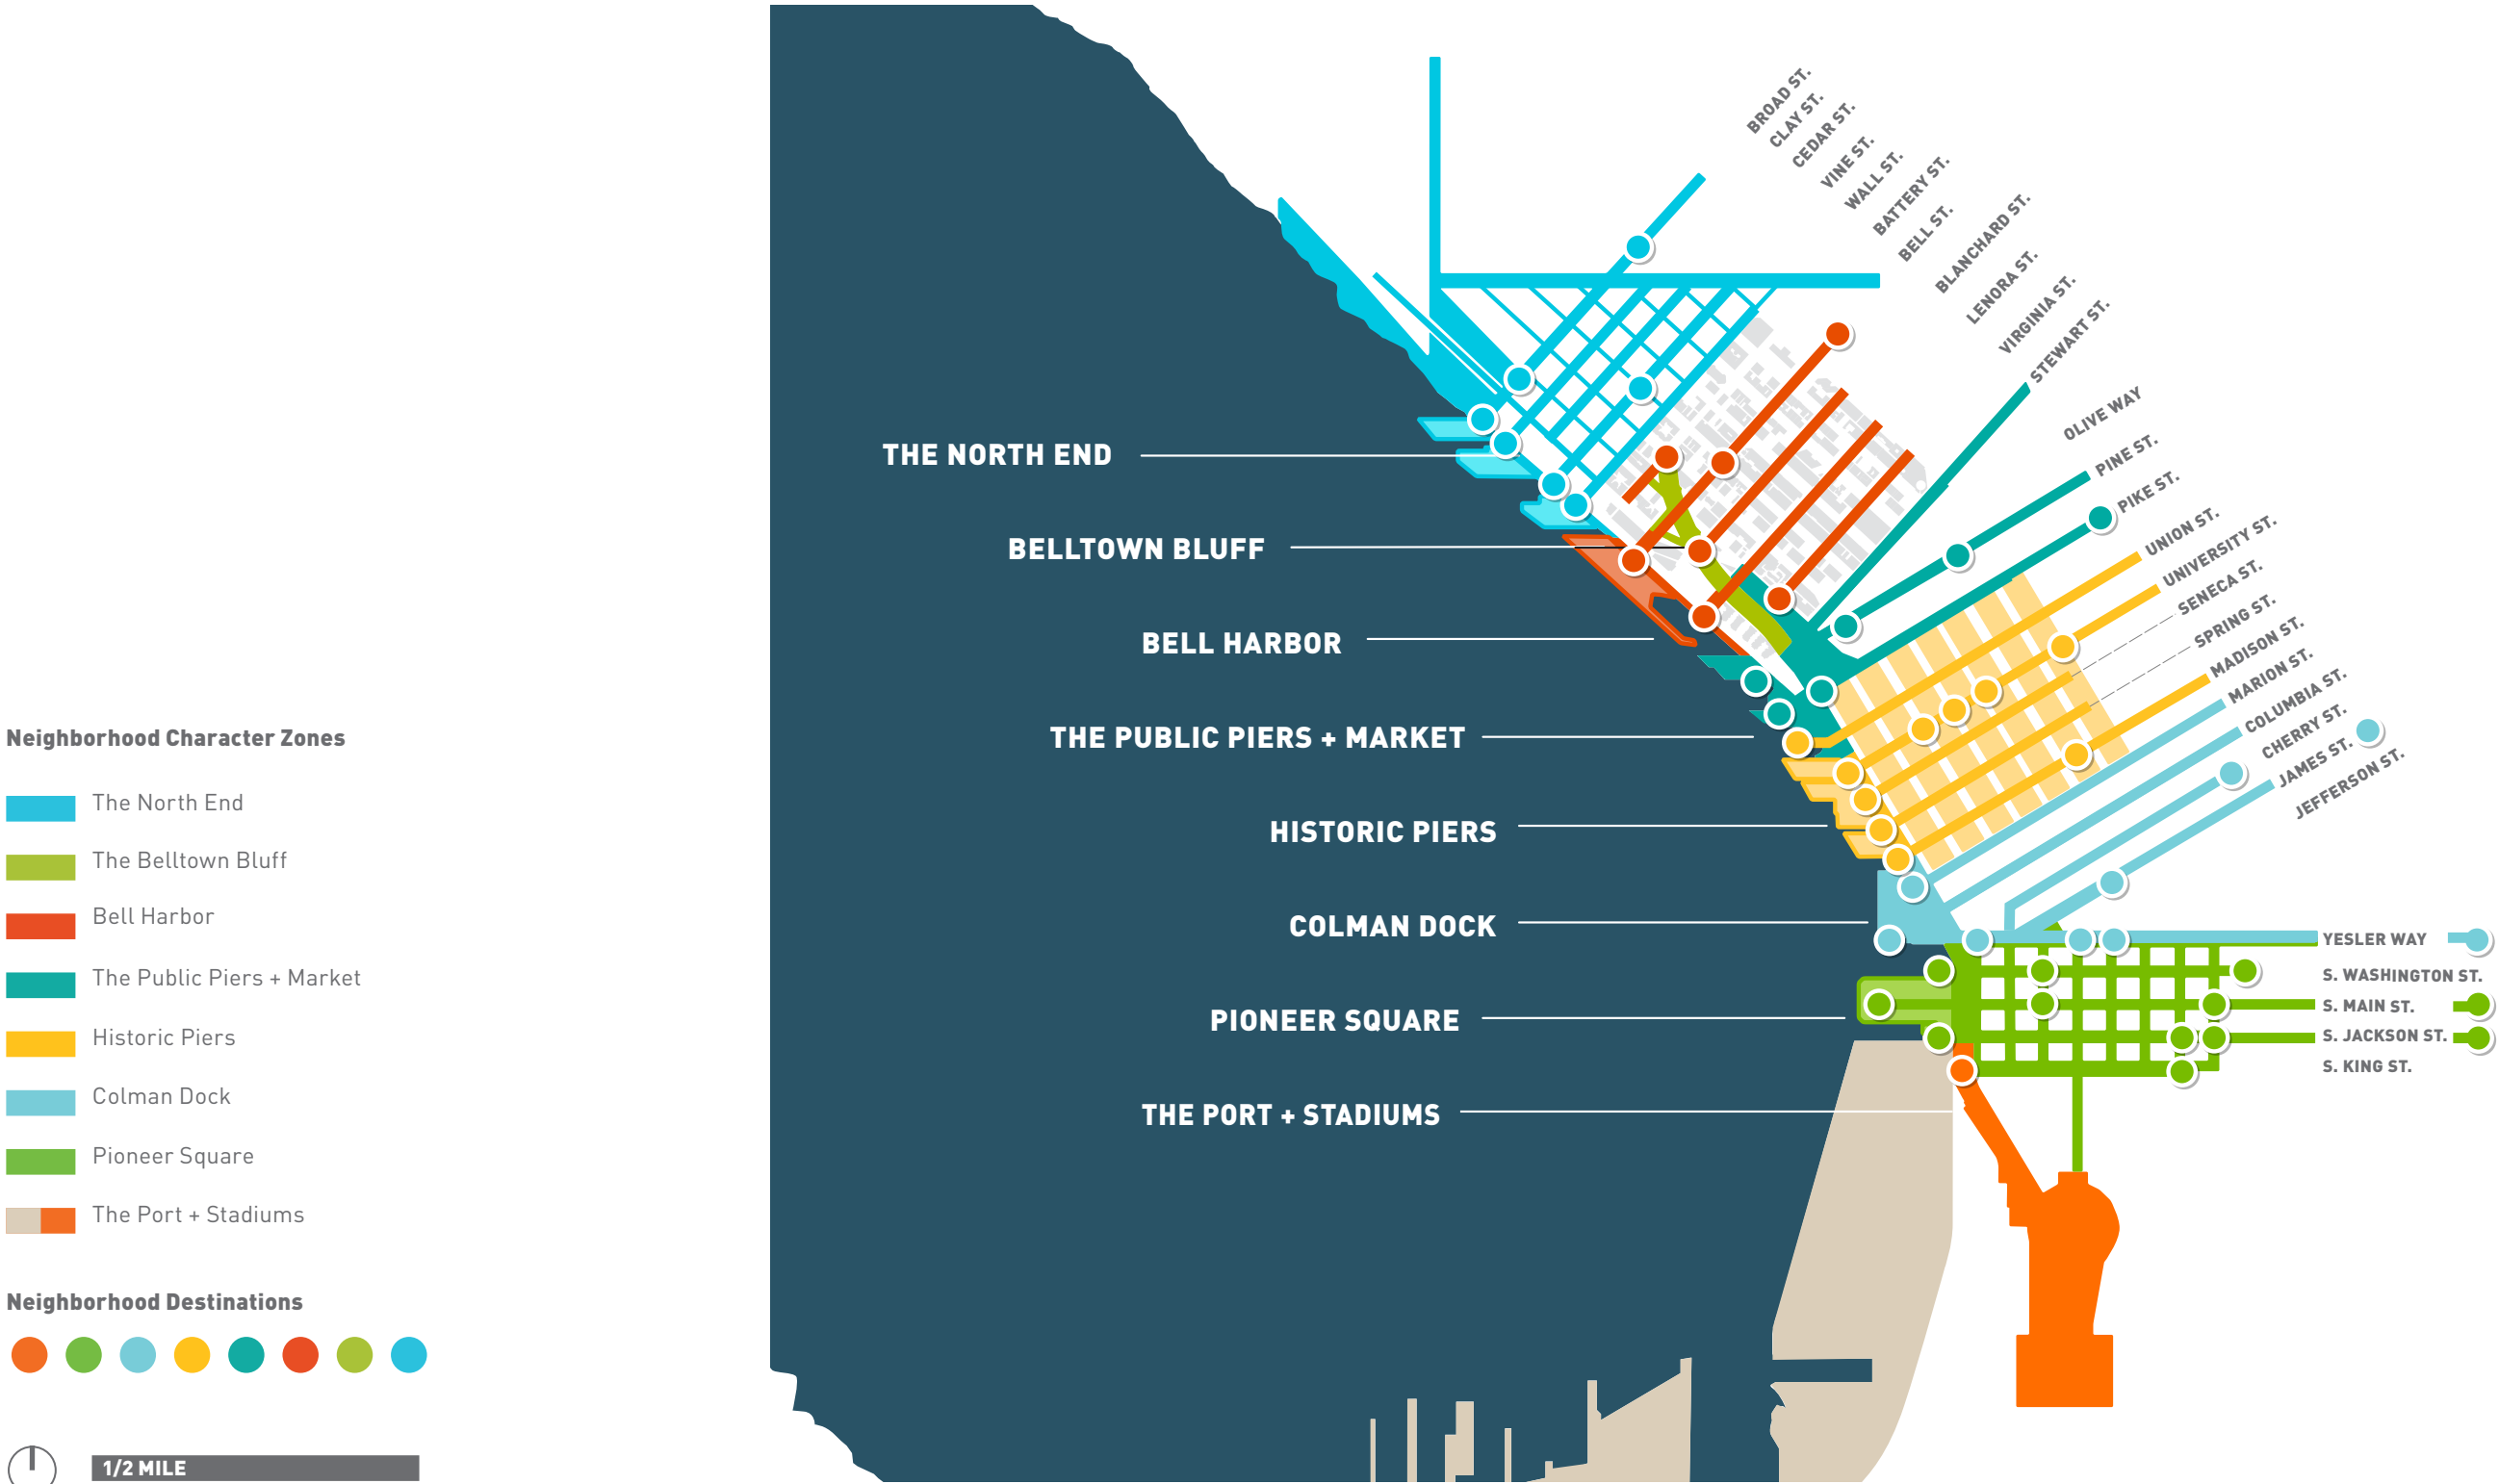 BROAD ST.
CLAY ST.
CEDAR ST.
VINE ST.
WALL ST.
BATTERY ST.
BELL ST.
BLANCHARD ST.
LENORA ST.
VIRGINIA ST.
STEWART ST.
OLIVE WAY
PINE ST.
PIKE ST.
UNION ST.
UNIVERSITY ST.
SENECA ST.
SPRING ST.
MADISON ST.
MARION ST.
COLUMBIA ST.
CHERRY ST.
JAMES ST.
JEFFERSON ST.
YESLER WAY
S. WASHINGTON ST.
S. MAIN ST.
S. JACKSON ST.
S. KING ST.
THE NORTH END
BELLTOWN BLUFF
BELL HARBOR
THE PUBLIC PIERS + MARKET
HISTORIC PIERS
COLMAN DOCK
PIONEER SQUARE
THE PORT + STADIUMS
Neighborhood Character Zones
The North End
The Belltown Bluff
Bell Harbor
The Public Piers + Market
Historic Piers
Colman Dock
Pioneer Square
The Port + Stadiums
Neighborhood Destinations
1/2 MILE